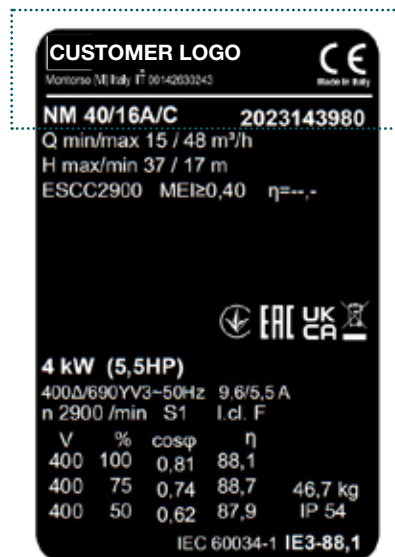 CUSTOMER LOGO
CE
Montorso (VI) Italy IT 00142630243
Made in Italy
NM 40/16A/C 2023143980
Q min/max 15 / 48 m³/h
H max/min 37 / 17 m
ESCC2900 MEI≥0,40 η=--,-
EAC UK CA
4 kW (5,5HP)
400Δ/690YV3~50Hz 9,6/5,5 A
n 2900 /min S1 I.cl. F
V % cosφ η
400 100 0,81 88,1
400 75 0,74 88,7 46,7 kg
400 50 0,62 87,9 IP 54
IEC 60034-1 IE3-88,1